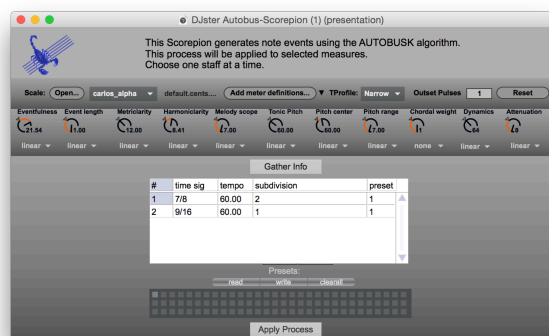 DJster Autobus-Scorepion (1) (presentation)
This Scorepion generates note events using the AUTOBUSK algorithm.
This process will be applied to selected measures.
Choose one staff at a time.
Scale: Open... carlos_alpha default.cents.... Add meter definitions... TProfile: Narrow Outset Pulses 1 Reset
Eventfulness Event length Metriclarity Harmoniclarity Melody scope Tonic Pitch Pitch center Pitch range Chordal weight Dynamics Attenuation
21.54 1.00 12.00 8.41 7.00 60.00 60.00 7.00 1 64 0
linear linear linear linear linear linear linear linear none linear linear
Gather Info
# time sig tempo subdivision preset
1 7/8 60.00 2 1
2 9/16 60.00 1 1
Presets:
read write clearall
Apply Process